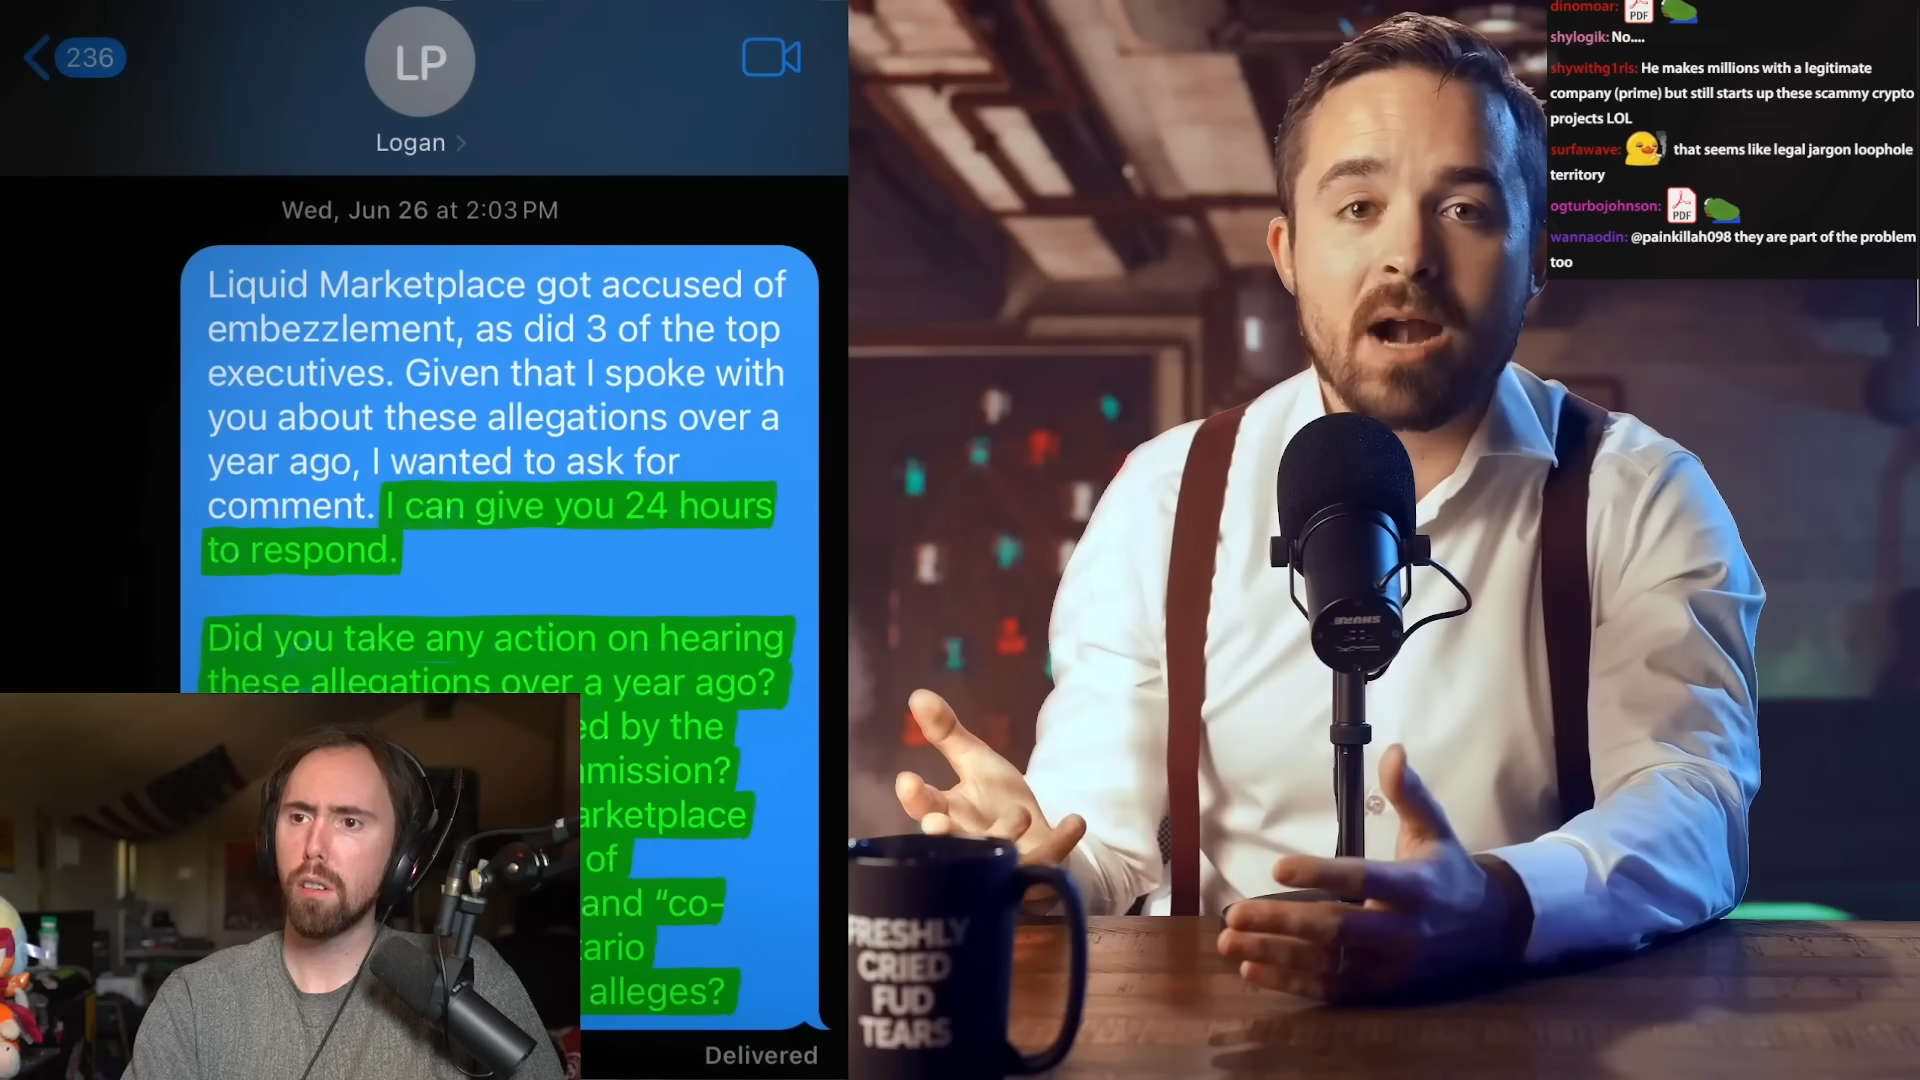 236
LP
Logan
Wed, Jun 26 at 2:03 PM
Liquid Marketplace got accused of
embezzlement, as did 3 of the top
executives. Given that I spoke with
you about these allegations over a
year ago, I wanted to ask for
comment. I can give you 24 hours
to respond.
Did you take any action on hearing
these allegations over a year ago?
ed by the
mmission?
arketplace
of
and “co-
tario
alleges?
Delivered
SHURE
FRESHLY
CRIED
FUD
TEARS
dinomoar: PDF
shylogik: No....
shywithg1rls: He makes millions with a legitimate
company (prime) but still starts up these scammy crypto
projects LOL
surfawave: that seems like legal jargon loophole
territory
ogturbojohnson: PDF
wannaodin: @painkillah098 they are part of the problem
too